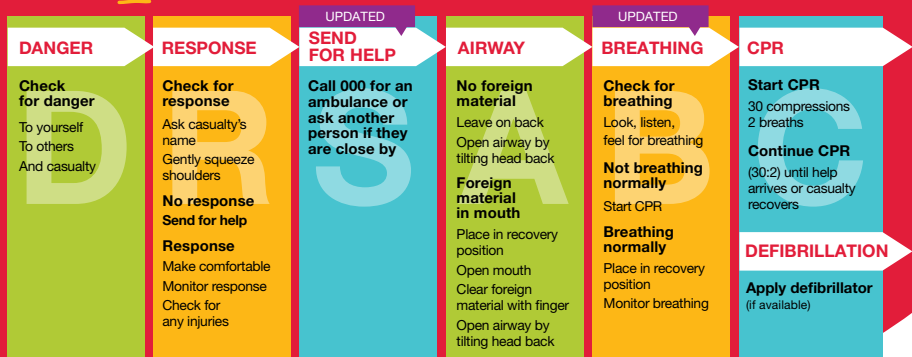 DANGER
Check
for danger
To yourself
To others
And casualty
D
RESPONSE
Check for
response
Ask casualty's
name
Gently squeeze
shoulders
No response
Send for help
Response
Make comfortable
Monitor response
Check for
any injuries
R
UPDATED
SEND
FOR HELP
Call 000 for an
ambulance or
ask another
person if they
are close by
S
AIRWAY
No foreign
material
Leave on back
Open airway by
tilting head back
Foreign
material
in mouth
Place in recovery
position
Open mouth
Clear foreign
material with finger
Open airway by
tilting head back
A
UPDATED
BREATHING
Check for
breathing
Look, listen,
feel for breathing
Not breathing
normally
Start CPR
Breathing
normally
Place in recovery
position
Monitor breathing
B
CPR
Start CPR
30 compressions
2 breaths
Continue CPR
(30:2) until help
arrives or casualty
recovers
C
DEFIBRILLATION
Apply defibrillator
(if available)